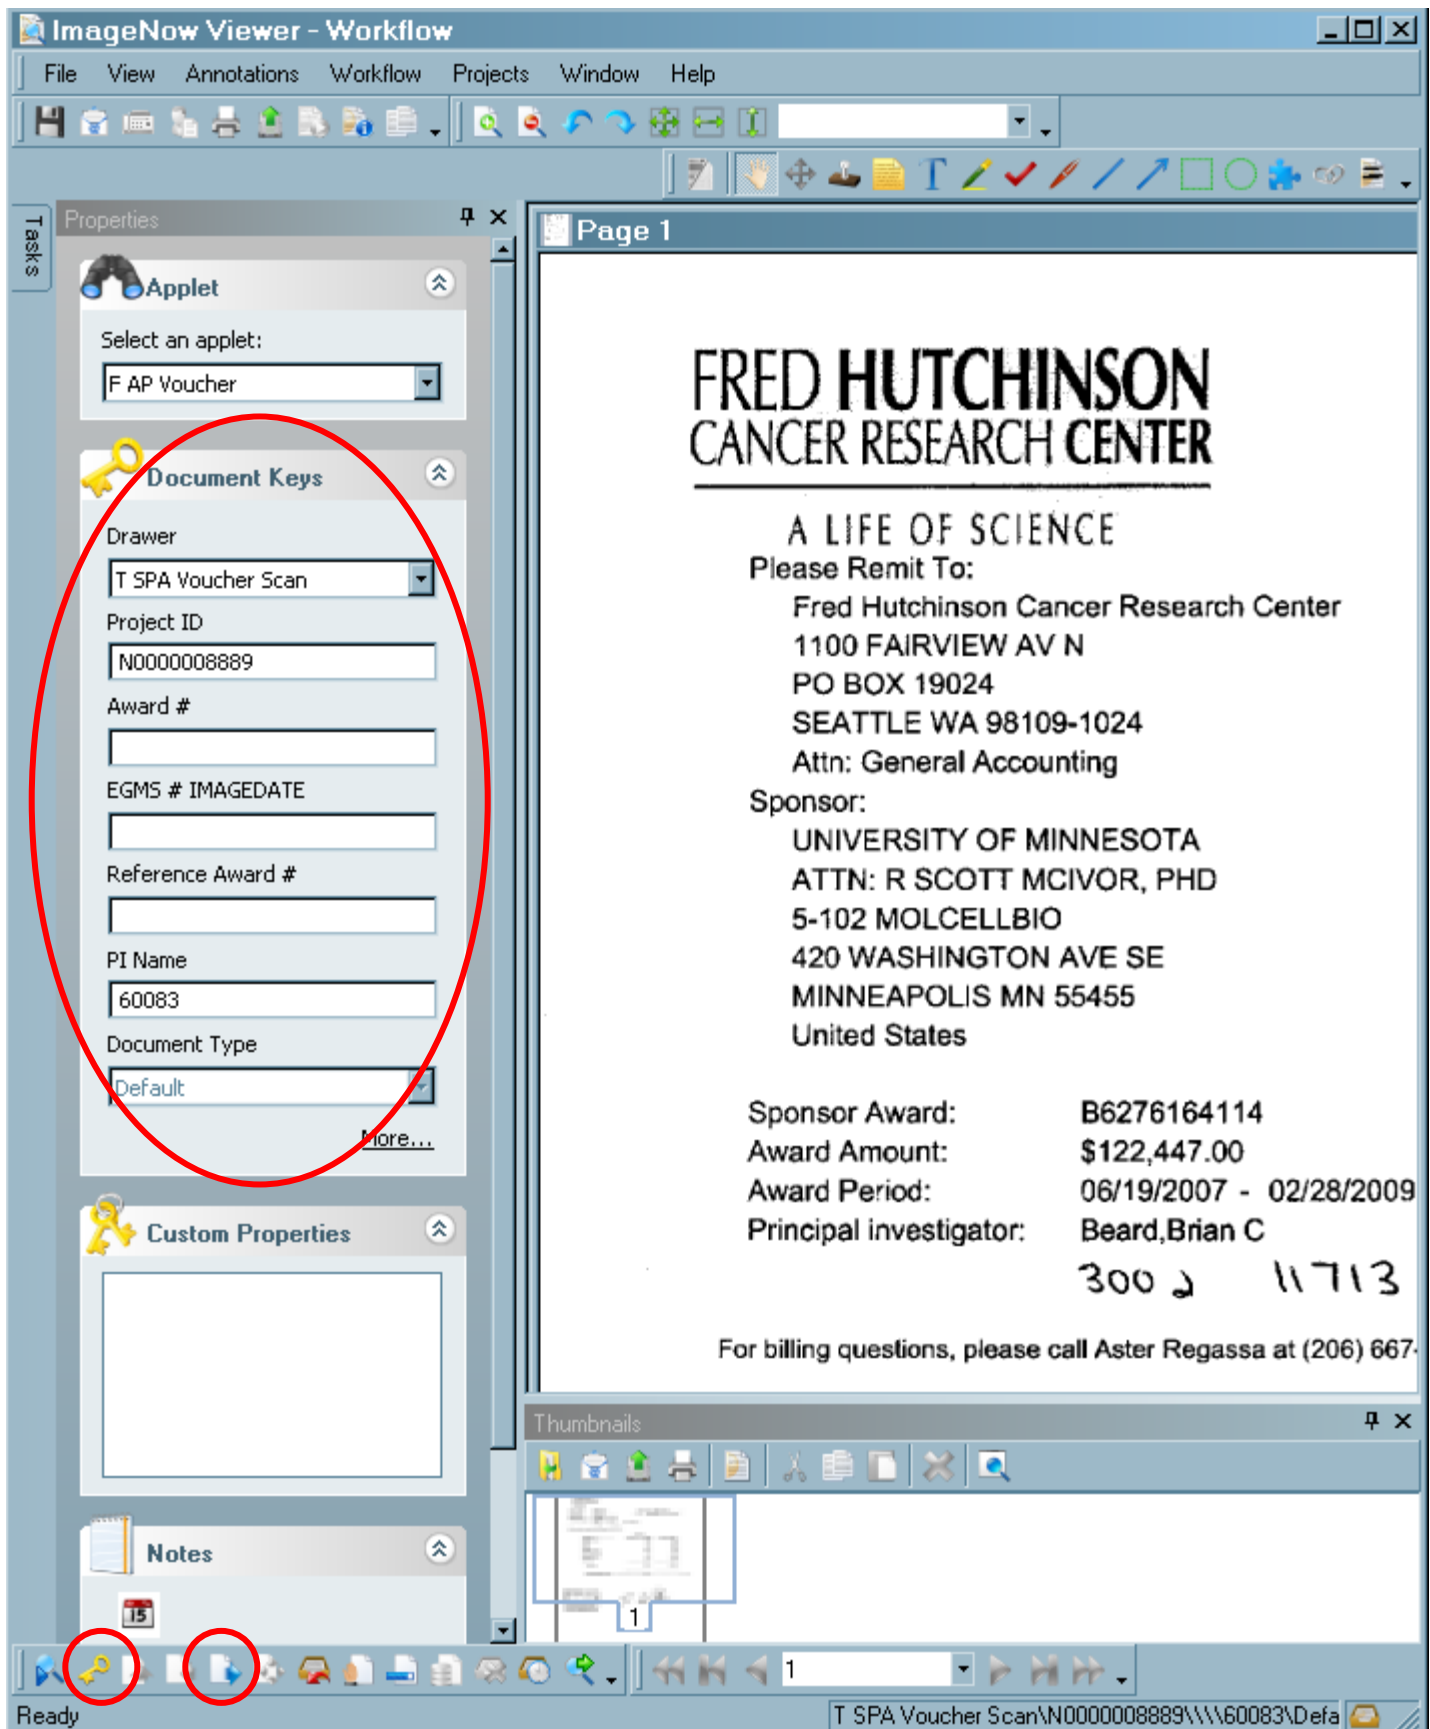 ImageNow Viewer - Workflow
File View Annotations Workflow Projects Window Help
Tasks
Properties
Applet
Select an applet:
F AP Voucher
Document Keys
Drawer
T SPA Voucher Scan
Project ID
N0000008889
Award #
EGMS # IMAGEDATE
Reference Award #
PI Name
60083
Document Type
Default
More...
Custom Properties
Notes
15
Page 1
FRED HUTCHINSON
CANCER RESEARCH CENTER
A LIFE OF SCIENCE
Please Remit To:
Fred Hutchinson Cancer Research Center
1100 FAIRVIEW AV N
PO BOX 19024
SEATTLE WA 98109-1024
Attn: General Accounting
Sponsor:
UNIVERSITY OF MINNESOTA
ATTN: R SCOTT MCIVOR, PHD
5-102 MOLCELLBIO
420 WASHINGTON AVE SE
MINNEAPOLIS MN 55455
United States
Sponsor Award: B6276164114
Award Amount: $122,447.00
Award Period: 06/19/2007 - 02/28/2009
Principal investigator: Beard,Brian C
3002 11713
For billing questions, please call Aster Regassa at (206) 667-
Thumbnails
1
1
Ready
T SPA Voucher Scan\N0000008889\\\\60083\Defa